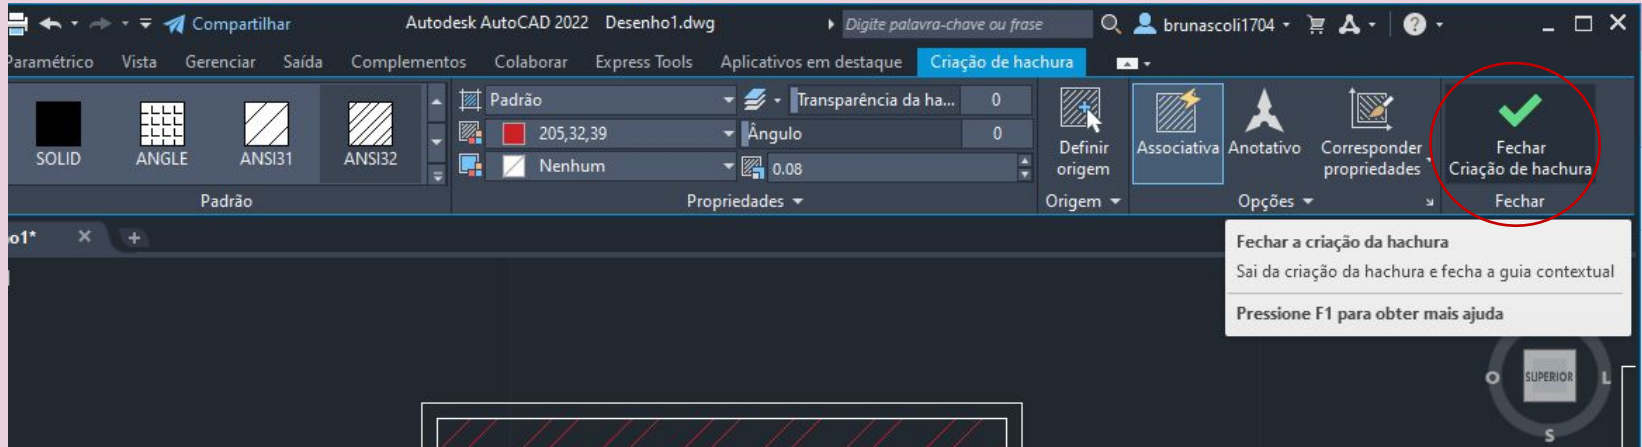 Compartilhar Autodesk AutoCAD 2022 Desenho1.dwg Digite palavra-chave ou frase brunascoli1704
Paramétrico Vista Gerenciar Saída Complementos Colaborar Express Tools Aplicativos em destaque Criação de hachura
SOLID ANGLE ANSI31 ANSI32
Padrão Transparência da ha... 0
205,32,39 Ângulo 0
Nenhum 0.08
Definir origem
Associativa Anotativo Corresponder propriedades
Fechar Criação de hachura
Padrão Propriedades Origem Opções Fechar
o1*
Fechar a criação da hachura
Sai da criação da hachura e fecha a guia contextual
Pressione F1 para obter mais ajuda
O SUPERIOR L
S